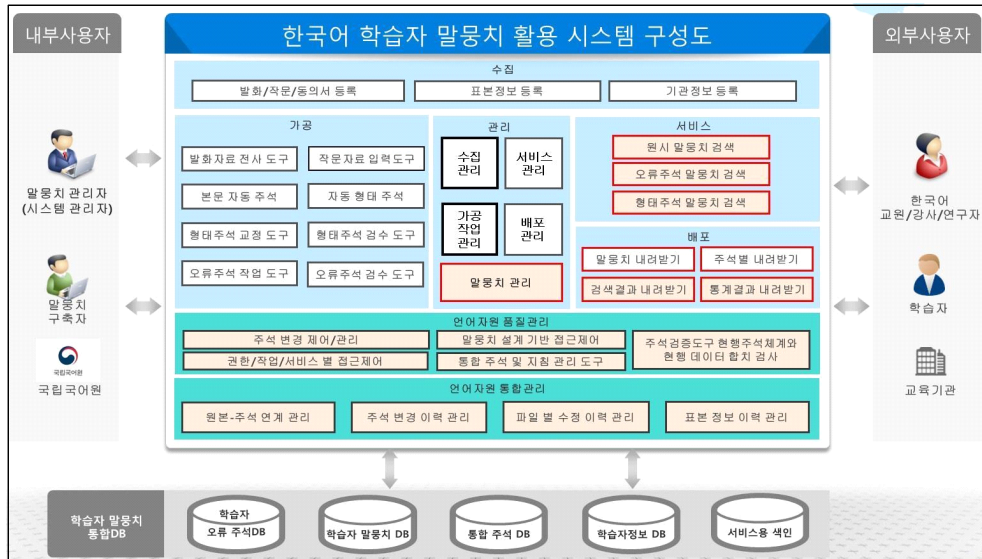 한국어 학습자 말뭉치 활용 시스템 구성도
내부사용자
말뭉치 관리자
(시스템 관리자)
말뭉치
구축자
국립국어원
국립국어원
수집
발화/작문/동의서 등록
표본정보 등록
기관정보 등록
가공
발화자료 전사 도구
작문자료 입력도구
본문 자동 주석
자동 형태 주석
형태주석 교정 도구
형태주석 검수 도구
오류주석 작업 도구
오류주석 검수 도구
관리
수집
관리
서비스
관리
가공
작업
관리
배포
관리
말뭉치 관리
서비스
원시 말뭉치 검색
오류주석 말뭉치 검색
형태주석 말뭉치 검색
배포
말뭉치 내려받기
주석별 내려받기
검색결과 내려받기
통계결과 내려받기
언어자원 품질관리
주석 변경 제어/관리
말뭉치 설계 기반 접근제어
주석검증도구 현행주석체계와
현행 데이터 합치 검사
권한/작업/서비스 별 접근제어
통합 주석 및 지침 관리 도구
언어자원 통합관리
원본-주석 연계 관리
주석 변경 이력 관리
파일 별 수정 이력 관리
표본 정보 이력 관리
외부사용자
한국어
교원/강사/연구자
학습자
교육기관
학습자 말뭉치
통합DB
학습자
오류 주석DB
학습자 말뭉치 DB
통합 주석 DB
학습자정보 DB
서비스용 색인